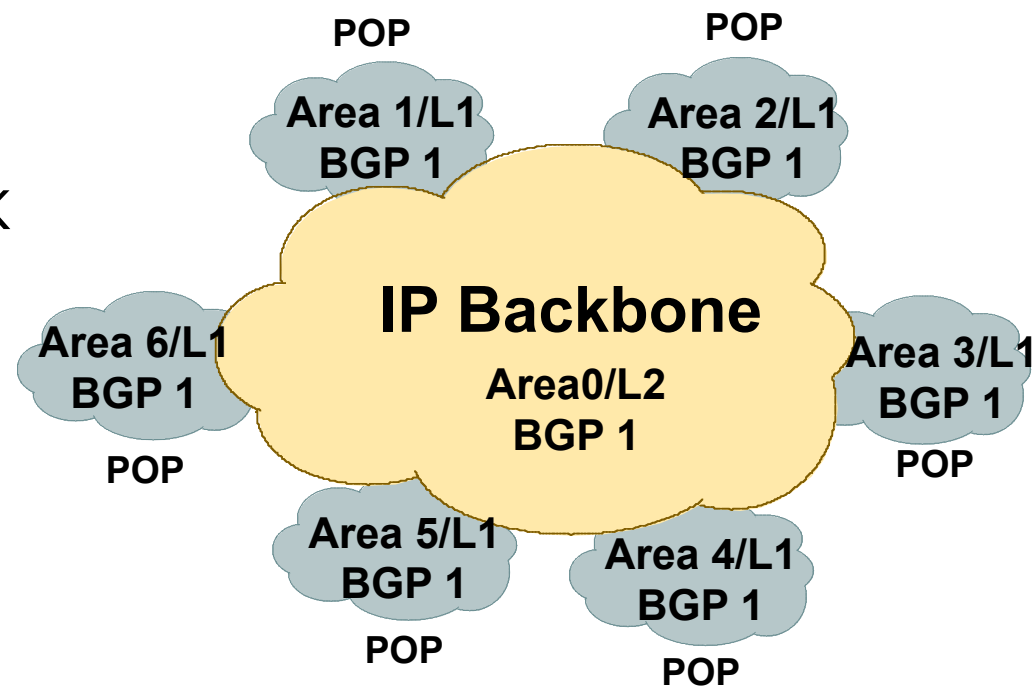 POP
POP
Area 1/L1
BGP 1
Area 2/L1
BGP 1
K
IP Backbone
Area0/L2
BGP 1
Area 6/L1
BGP 1
POP
Area 3/L1
BGP 1
POP
Area 5/L1
BGP 1
POP
Area 4/L1
BGP 1
POP